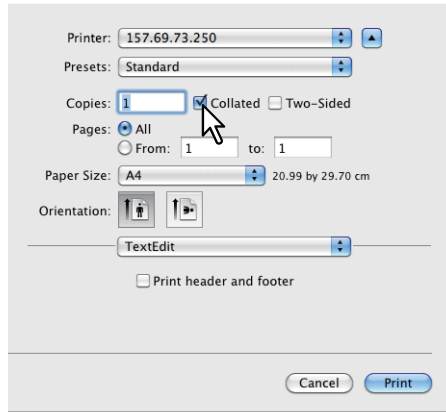 Printer: 157.69.73.250
Presets: Standard
Copies: 1 Collated Two-Sided
Pages: All
From: 1 to: 1
Paper Size: A4 20.99 by 29.70 cm
Orientation:
TextEdit
Print header and footer
Cancel Print